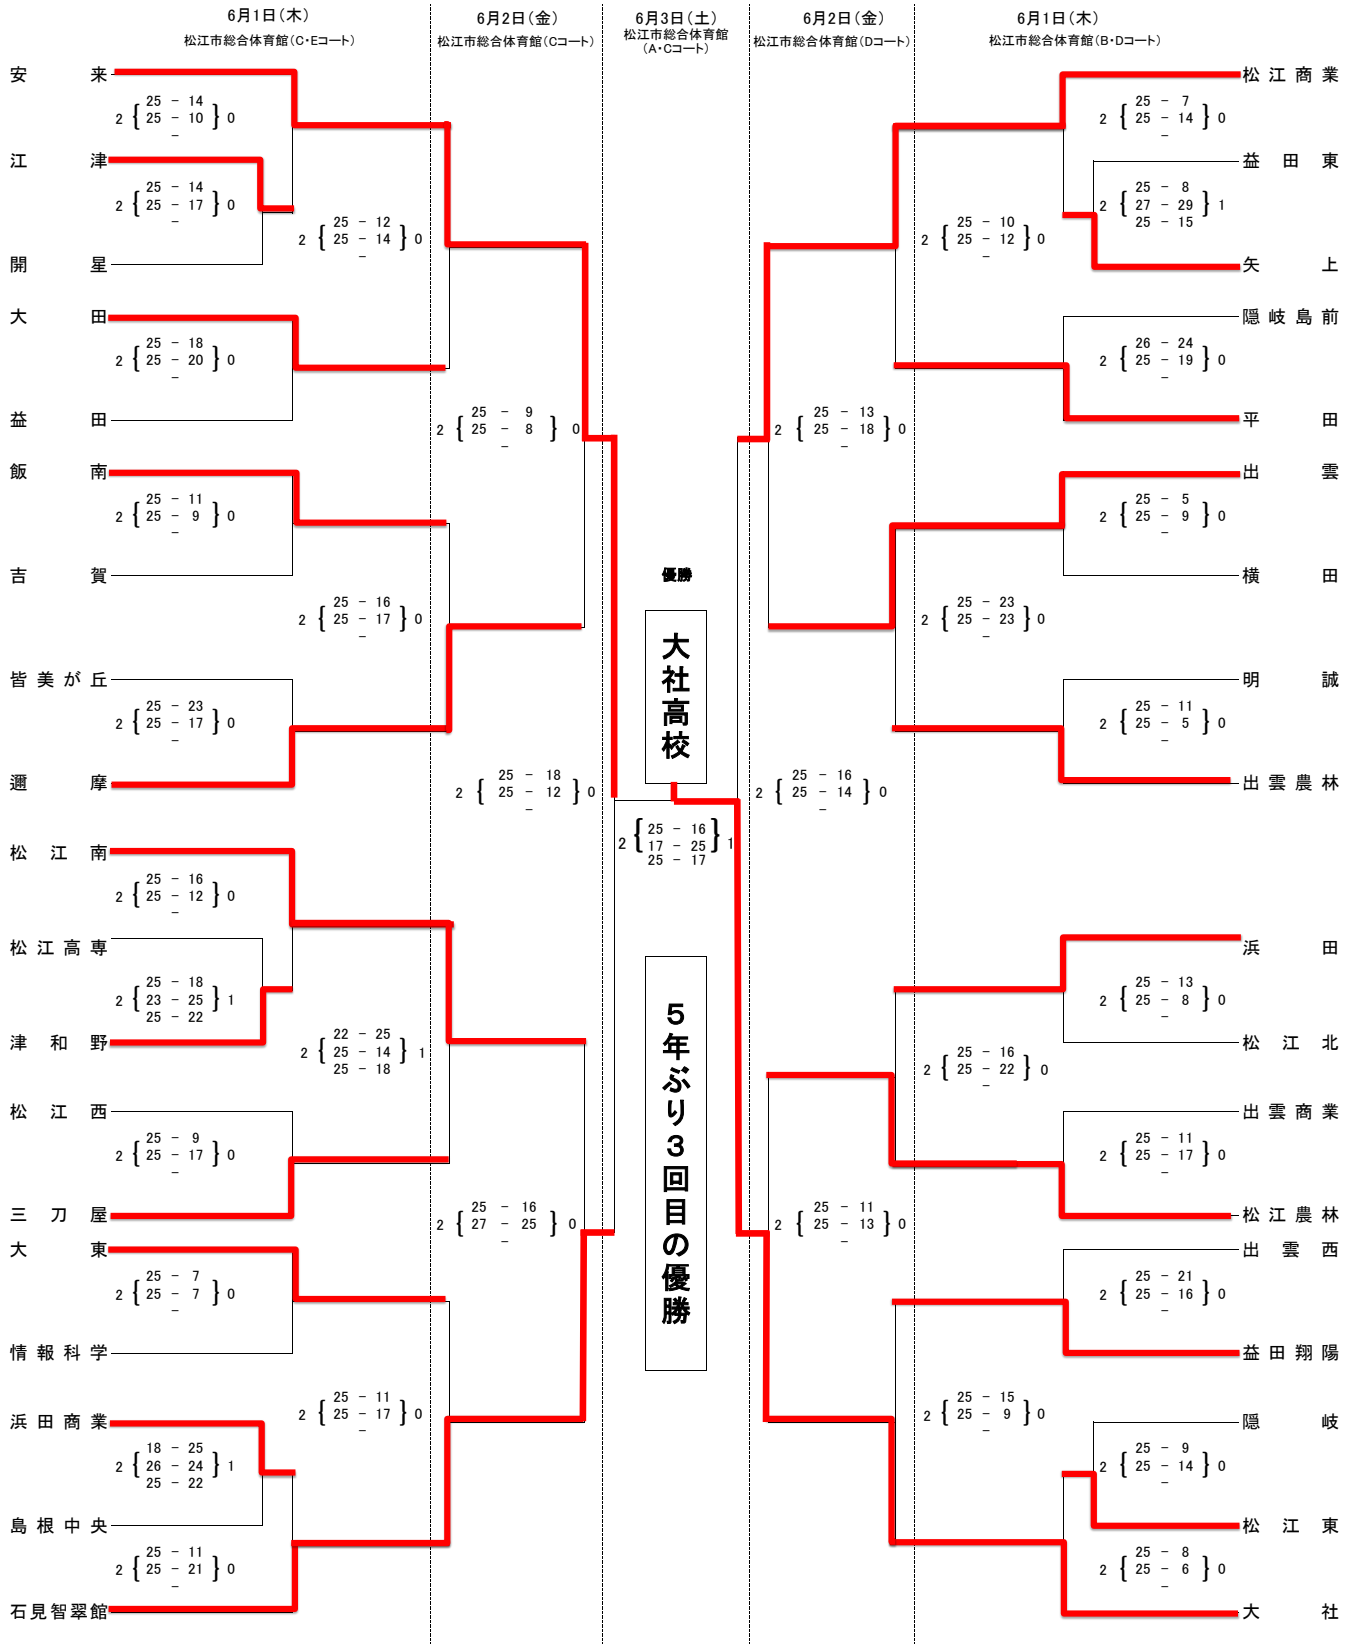 6月1日(木)
松江市総合体育館(C・Eコート)
6月2日(金)
松江市総合体育館(Cコート)
6月3日(土)
松江市総合体育館
(A・Cコート)
6月2日(金)
松江市総合体育館(Dコート)
6月1日(木)
松江市総合体育館(B・Dコート)
安来
2 { 25 - 14
25 - 10 } 0
-
江津
2 { 25 - 14
25 - 17 } 0
-
開星
2 { 25 - 12
25 - 14 } 0
-
大田
2 { 25 - 18
25 - 20 } 0
-
益田
2 { 25 - 9
25 - 8 } 0
-
飯南
2 { 25 - 11
25 - 9 } 0
-
吉賀
2 { 25 - 16
25 - 17 } 0
-
皆美が丘
2 { 25 - 23
25 - 17 } 0
-
邇摩
2 { 25 - 18
25 - 12 } 0
-
松江南
2 { 25 - 16
25 - 12 } 0
-
松江高専
2 { 25 - 18
23 - 25 } 1
25 - 22
津和野
2 { 22 - 25
25 - 14 } 1
25 - 18
松江西
2 { 25 - 9
25 - 17 } 0
-
三刀屋
2 { 25 - 16
27 - 25 } 0
-
大東
2 { 25 - 7
25 - 7 } 0
-
情報科学
2 { 25 - 11
25 - 17 } 0
-
浜田商業
2 { 18 - 25
26 - 24 } 1
25 - 22
島根中央
2 { 25 - 11
25 - 21 } 0
-
石見智翠館
優勝
大社高校
2 { 25 - 16
17 - 25 } 1
25 - 17
5年ぶり3回目の優勝
松江商業
2 { 25 - 7
25 - 14 } 0
-
益田東
2 { 25 - 8
27 - 29 } 1
25 - 15
2 { 25 - 10
25 - 12 } 0
-
矢上
隠岐島前
2 { 26 - 24
25 - 19 } 0
-
平田
2 { 25 - 13
25 - 18 } 0
-
出雲
2 { 25 - 5
25 - 9 } 0
-
横田
2 { 25 - 23
25 - 23 } 0
-
明誠
2 { 25 - 11
25 - 5 } 0
-
出雲農林
2 { 25 - 16
25 - 14 } 0
-
浜田
2 { 25 - 13
25 - 8 } 0
-
松江北
2 { 25 - 16
25 - 22 } 0
-
出雲商業
2 { 25 - 11
25 - 17 } 0
-
松江農林
2 { 25 - 11
25 - 13 } 0
-
出雲西
2 { 25 - 21
25 - 16 } 0
-
益田翔陽
2 { 25 - 15
25 - 9 } 0
-
隠岐
2 { 25 - 9
25 - 14 } 0
-
松江東
2 { 25 - 8
25 - 6 } 0
-
大社